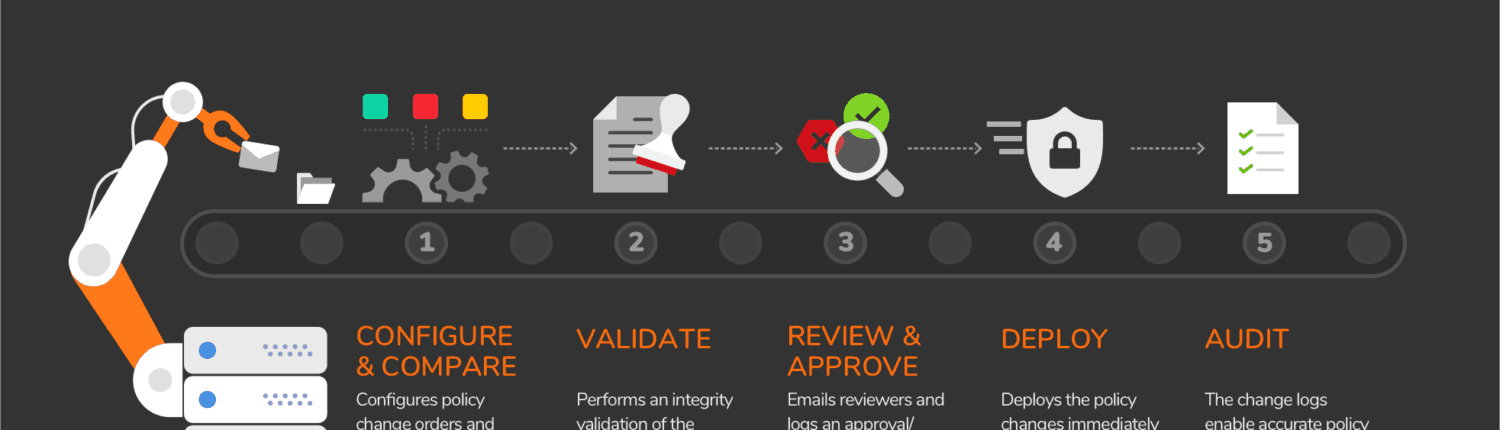 1
2
3
4
5
CONFIGURE
& COMPARE
Configures policy
change orders and
VALIDATE
Performs an integrity
validation of the
REVIEW &
APPROVE
Emails reviewers and
logs an approval/
DEPLOY
Deploys the policy
changes immediately
AUDIT
The change logs
enable accurate policy